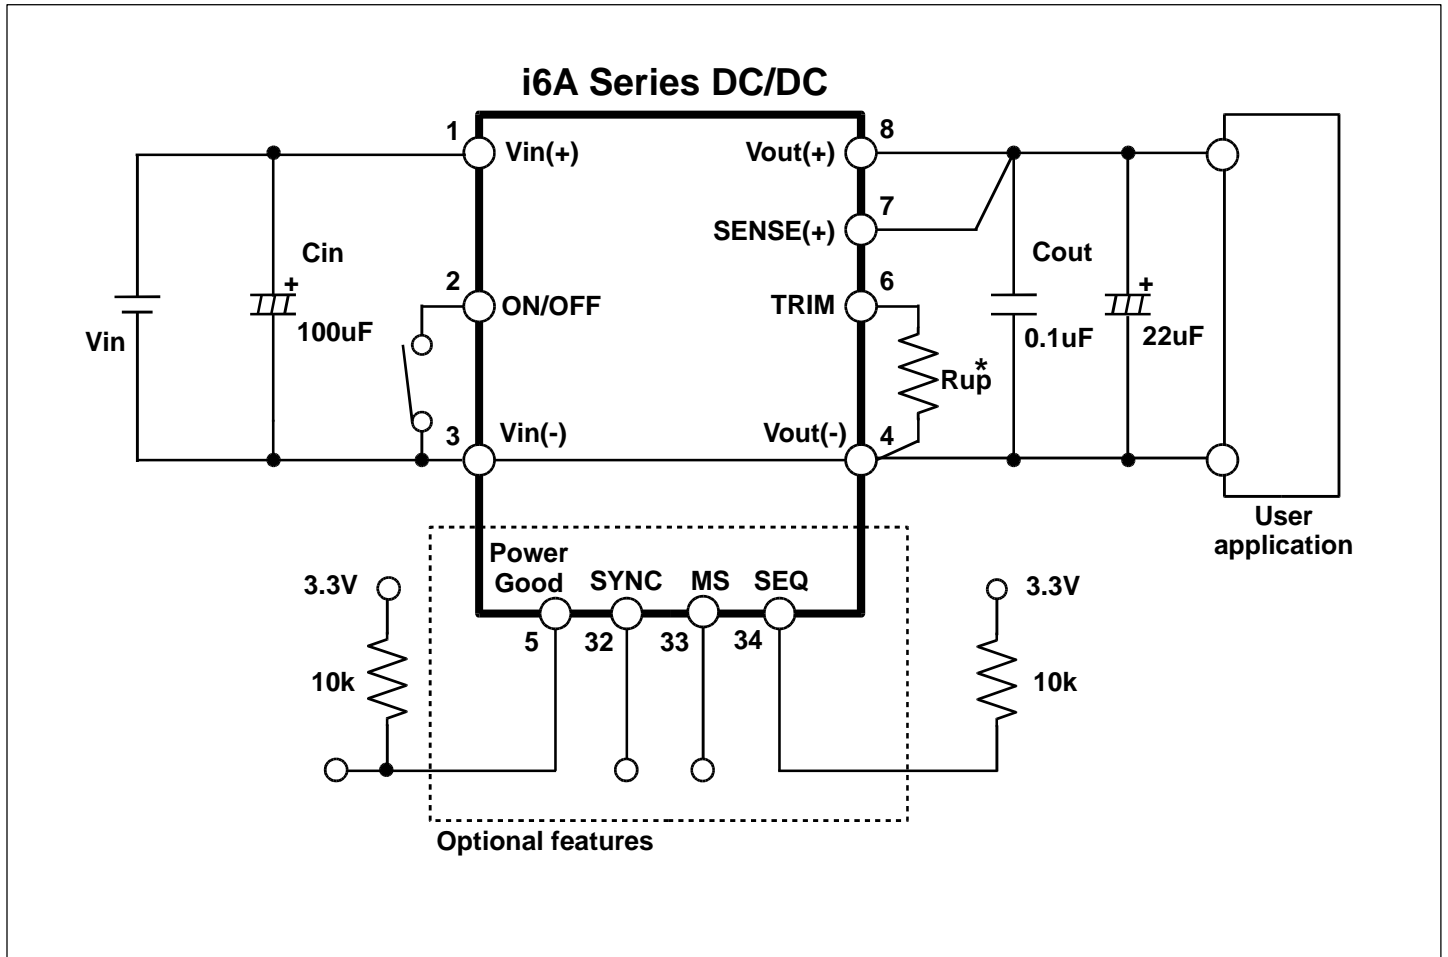 i6A Series DC/DC
1
Vin(+)
Vout(+)
8
7
SENSE(+)
Cin
+
100uF
2
ON/OFF
TRIM
6
Cout
0.1uF
+
22uF
Vin
Rup*
3
Vin(-)
Vout(-)
4
User
application
Power
Good
SYNC
MS
SEQ
5
32
33
34
3.3V
10k
3.3V
10k
Optional features